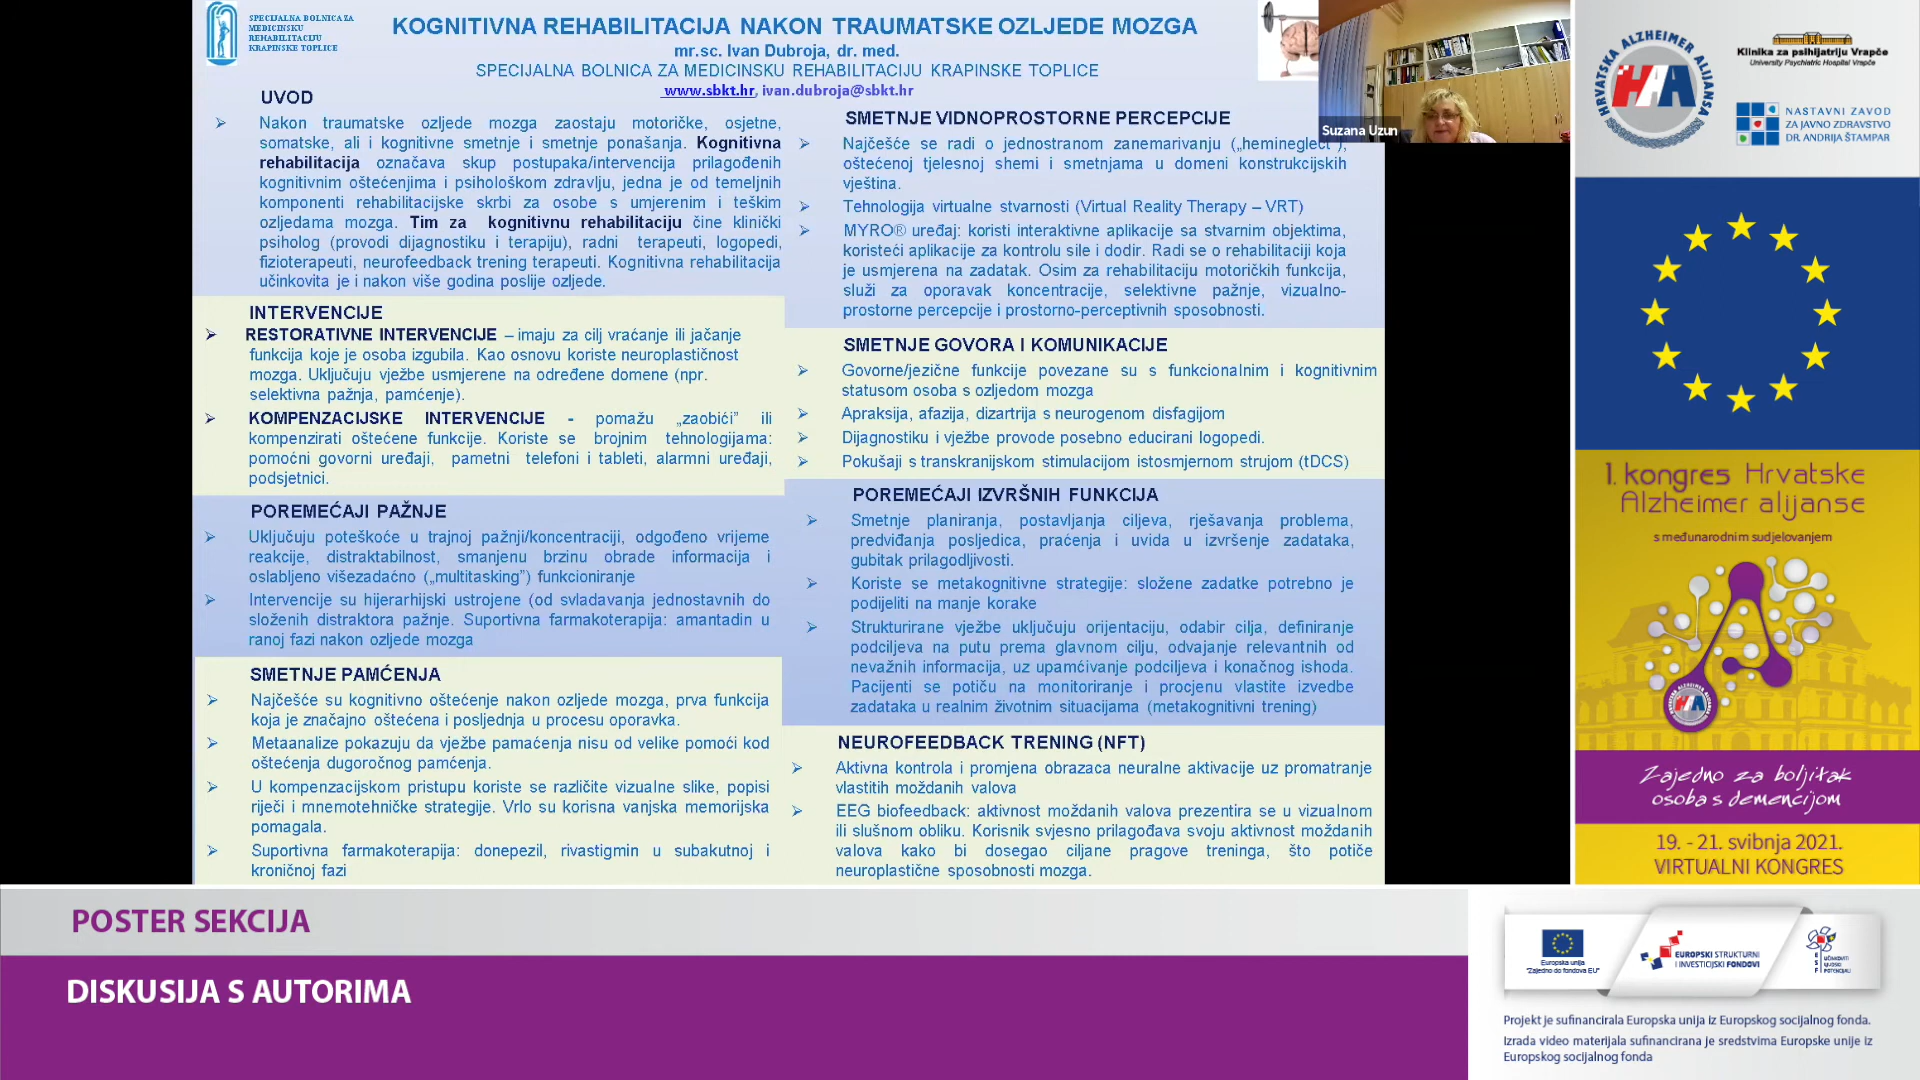 SPECIJALNA BOLNICA ZA
MEDICINSKU
REHABILITACIJU
KRAPINSKE TOPLICE
KOGNITIVNA REHABILITACIJA NAKON TRAUMATSKE OZLJEDE MOZGA
mr.sc. Ivan Dubroja, dr. med.
SPECIJALNA BOLNICA ZA MEDICINSKU REHABILITACIJU KRAPINSKE TOPLICE
www.sbkt.hr, ivan.dubroja@sbkt.hr
UVOD
Nakon traumatske ozljede mozga zaostaju motoričke, osjetne,
somatske, ali i kognitivne smetnje i smetnje ponašanja. Kognitivna
rehabilitacija označava skup postupaka/intervencija prilagođenih
kognitivnim oštećenjima i psihološkom zdravlju, jedna je od temeljnih
komponenti rehabilitacijske skrbi za osobe s umjerenim i teškim
ozljedama mozga. Tim za kognitivnu rehabilitaciju čine klinički
psiholog (provodi dijagnostiku i terapiju), radni terapeuti, logopedi,
fizioterapeuti, neurofeedback trening terapeuti. Kognitivna rehabilitacija
učinkovita je i nakon više godina poslije ozljede.
INTERVENCIJE
RESTORATIVNE INTERVENCIJE – imaju za cilj vraćanje ili jačanje
funkcija koje je osoba izgubila. Kao osnovu koriste neuroplastičnost
mozga. Uključuju vježbe usmjerene na određene domene (npr.
selektivna pažnja, pamćenje).
KOMPENZACIJSKE INTERVENCIJE - pomažu „zaobići” ili
kompenzirati oštećene funkcije. Koriste se brojnim tehnologijama:
pomoćni govorni uređaji, pametni telefoni i tableti, alarmni uređaji,
podsjetnici.
POREMEĆAJI PAŽNJE
Uključuju poteškoće u trajnoj pažnji/koncentraciji, odgođeno vrijeme
reakcije, distraktabilnost, smanjenu brzinu obrade informacija i
oslabljeno višezadaćno („multitasking”) funkcioniranje
Intervencije su hijerarhijski ustrojene (od svladavanja jednostavnih do
složenih distraktora pažnje. Suportivna farmakoterapija: amantadin u
ranoj fazi nakon ozljede mozga
SMETNJE PAMĆENJA
Najčešće su kognitivno oštećenje nakon ozljede mozga, prva funkcija
koja je značajno oštećena i posljednja u procesu oporavka.
Metaanalize pokazuju da vježbe pamaćenja nisu od velike pomoći kod
oštećenja dugoročnog pamćenja.
U kompenzacijskom pristupu koriste se različite vizualne slike, popisi
riječi i mnemotehničke strategije. Vrlo su korisna vanjska memorijska
pomagala.
Suportivna farmakoterapija: donepezil, rivastigmin u subakutnoj i
kroničnoj fazi
SMETNJE VIDNOPROSTORNE PERCEPCIJE
Najčešće se radi o jednostranom zanemarivanju („hemineglect”),
oštećenoj tjelesnoj shemi i smetnjama u domeni konstrukcijskih
vještina.
Tehnologija virtualne stvarnosti (Virtual Reality Therapy – VRT)
MYRO® uređaj: koristi interaktivne aplikacije sa stvarnim objektima,
koristeći aplikacije za kontrolu sile i dodir. Radi se o rehabilitaciji koja
je usmjerena na zadatak. Osim za rehabilitaciju motoričkih funkcija,
služi za oporavak koncentracije, selektivne pažnje, vizualno-
prostorne percepcije i prostorno-perceptivnih sposobnosti.
SMETNJE GOVORA I KOMUNIKACIJE
Govorne/jezične funkcije povezane su s funkcionalnim i kognitivnim
statusom osoba s ozljedom mozga
Apraksija, afazija, dizartrija s neurogenom disfagijom
Dijagnostiku i vježbe provode posebno educirani logopedi.
Pokušaji s transkranijskom stimulacijom istosmjernom strujom (tDCS)
POREMEĆAJI IZVRŠNIH FUNKCIJA
Smetnje planiranja, postavljanja ciljeva, rješavanja problema,
predviđanja posljedica, praćenja i uvida u izvršenje zadataka,
gubitak prilagodljivosti.
Koriste se metakognitivne strategije: složene zadatke potrebno je
podijeliti na manje korake
Strukturirane vježbe uključuju orijentaciju, odabir cilja, definiranje
podciljeva na putu prema glavnom cilju, odvajanje relevantnih od
nevažnih informacija, uz upamćivanje podciljeva i konačnog ishoda.
Pacijenti se potiču na monitoriranje i procjenu vlastite izvedbe
zadataka u realnim životnim situacijama (metakognitivni trening)
NEUROFEEDBACK TRENING (NFT)
Aktivna kontrola i promjena obrazaca neuralne aktivacije uz promatranje
vlastitih moždanih valova
EEG biofeedback: aktivnost moždanih valova prezentira se u vizualnom
ili slušnom obliku. Korisnik svjesno prilagođava svoju aktivnost moždanih
valova kako bi dosegao ciljane pragove treninga, što potiče
neuroplastične sposobnosti mozga.
Suzana Uzun
HRVATSKA ALZHEIMER ALIJANSA
HAA
Klinika za psihijatriju Vrapče
University Psychiatric Hospital Vrapče
NASTAVNI ZAVOD
ZA JAVNO ZDRAVSTVO
DR. ANDRIJA ŠTAMPAR
1. kongres Hrvatske
Alzheimer alijanse
s međunarodnim sudjelovanjem
Zajedno za boljitak
osoba s demencijom
19. - 21. svibnja 2021.
VIRTUALNI KONGRES
POSTER SEKCIJA
DISKUSIJA S AUTORIMA
Europska unija
"Zajedno do fondova EU"
EUROPSKI STRUKTURNI
I INVESTICIJSKI FONDOVI
ESF
UČINKOVITI
LJUDSKI
POTENCIJALI
Projekt je sufinancirala Europska unija iz Europskog socijalnog fonda.
Izrada video materijala sufinancirana je sredstvima Europske unije iz
Europskog socijalnog fonda